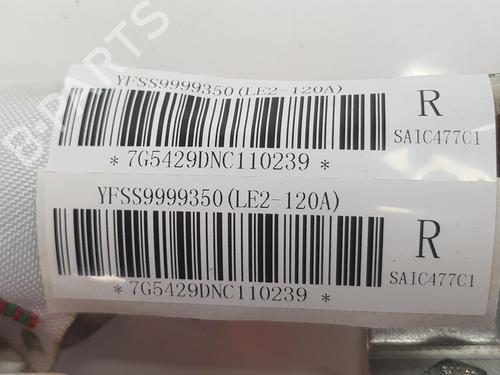 B-PARTS
YFSS9999350(LE2-120A)
R
SAIC477C1
* 7G5429DNC110239 *
YFSS9999350(LE2-120A)
R
SAIC477C1
* 7G5429DNC110239 *